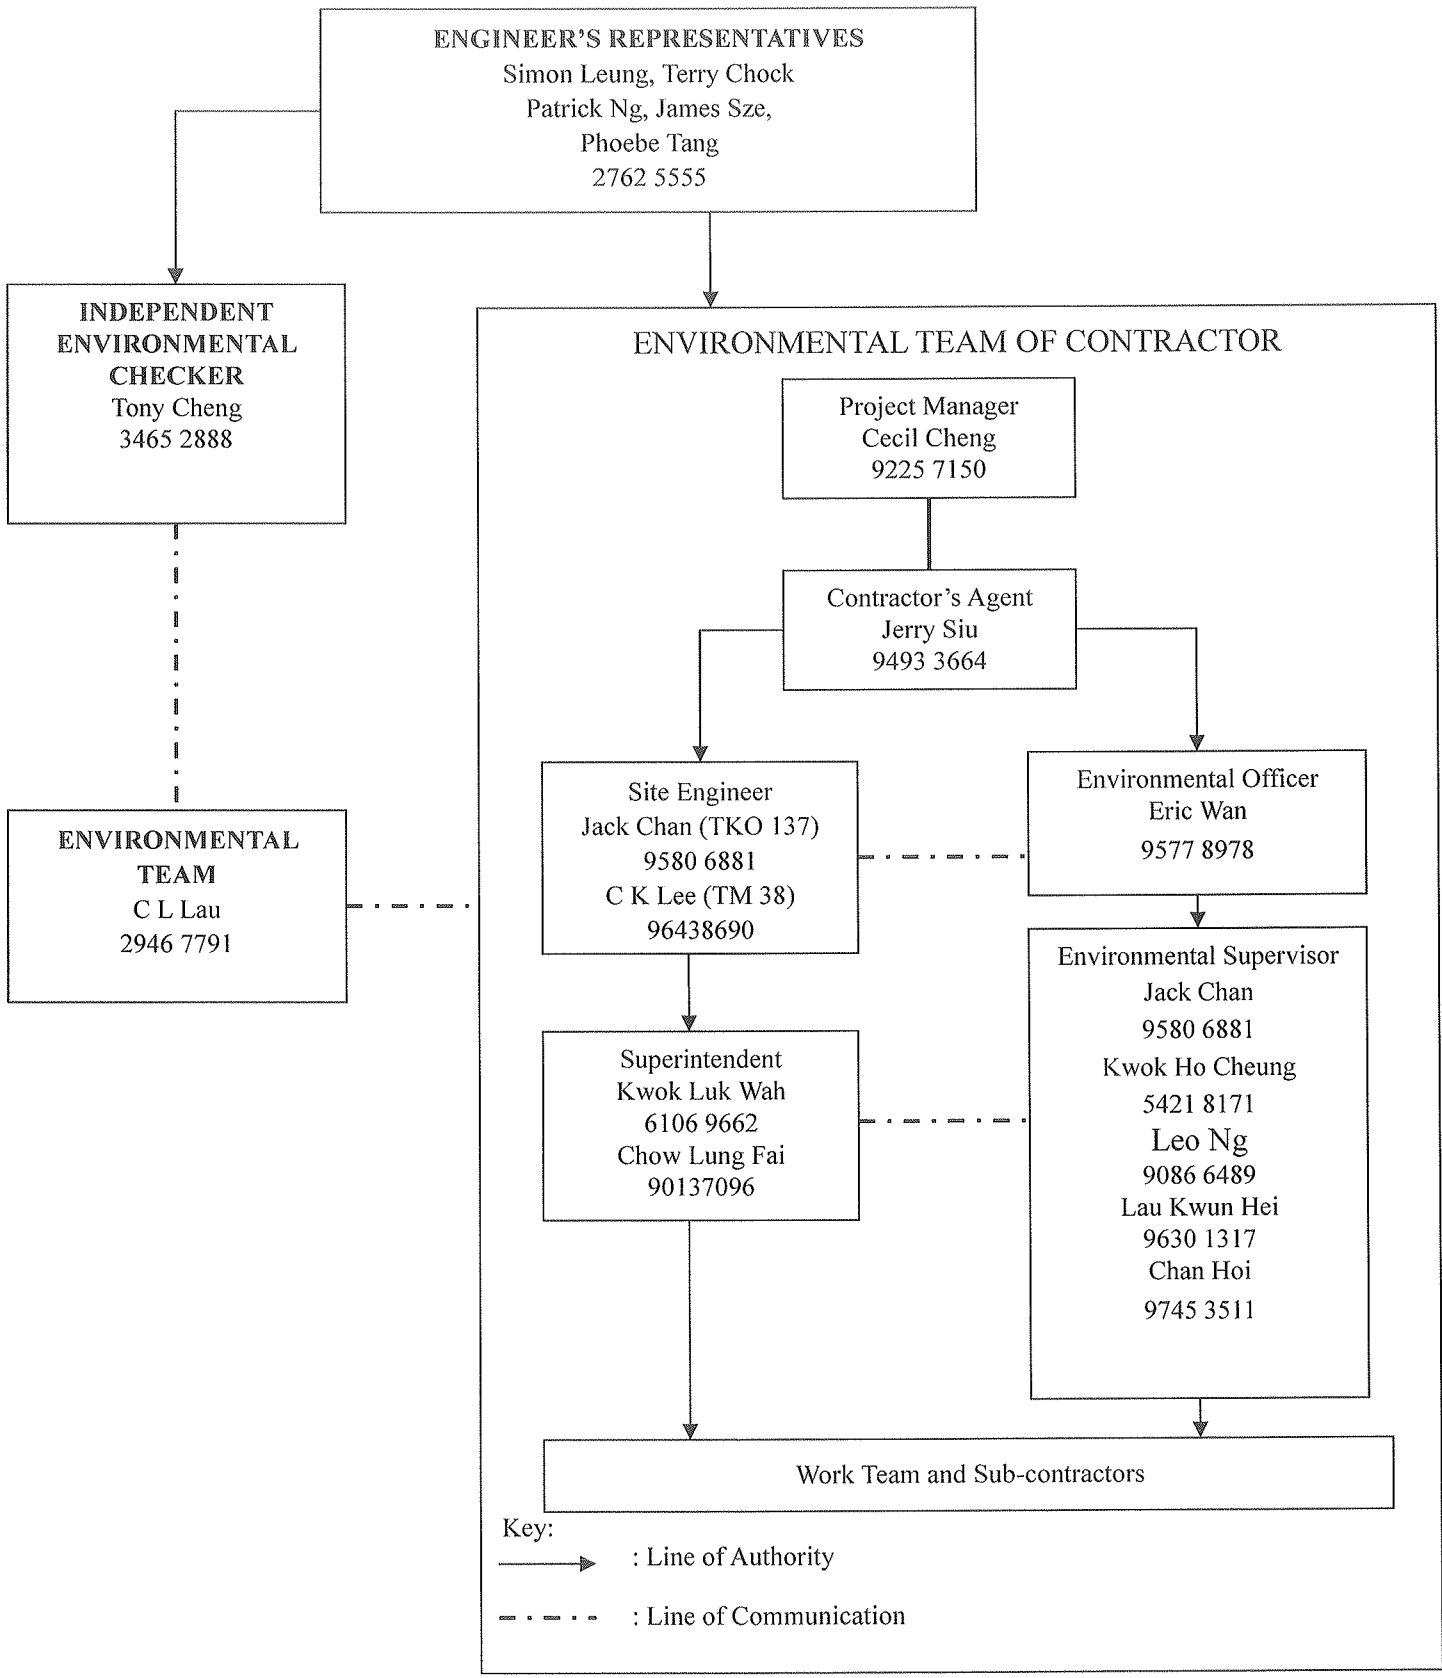 ENGINEER'S REPRESENTATIVES
Simon Leung, Terry Chock
Patrick Ng, James Sze,
Phoebe Tang
2762 5555
INDEPENDENT
ENVIRONMENTAL
CHECKER
Tony Cheng
3465 2888
ENVIRONMENTAL
TEAM
C L Lau
2946 7791
ENVIRONMENTAL TEAM OF CONTRACTOR
Project Manager
Cecil Cheng
9225 7150
Contractor's Agent
Jerry Siu
9493 3664
Site Engineer
Jack Chan (TKO 137)
9580 6881
C K Lee (TM 38)
96438690
Environmental Officer
Eric Wan
9577 8978
Superintendent
Kwok Luk Wah
6106 9662
Chow Lung Fai
90137096
Environmental Supervisor
Jack Chan
9580 6881
Kwok Ho Cheung
5421 8171
Leo Ng
9086 6489
Lau Kwun Hei
9630 1317
Chan Hoi
9745 3511
Work Team and Sub-contractors
Key:
: Line of Authority
: Line of Communication